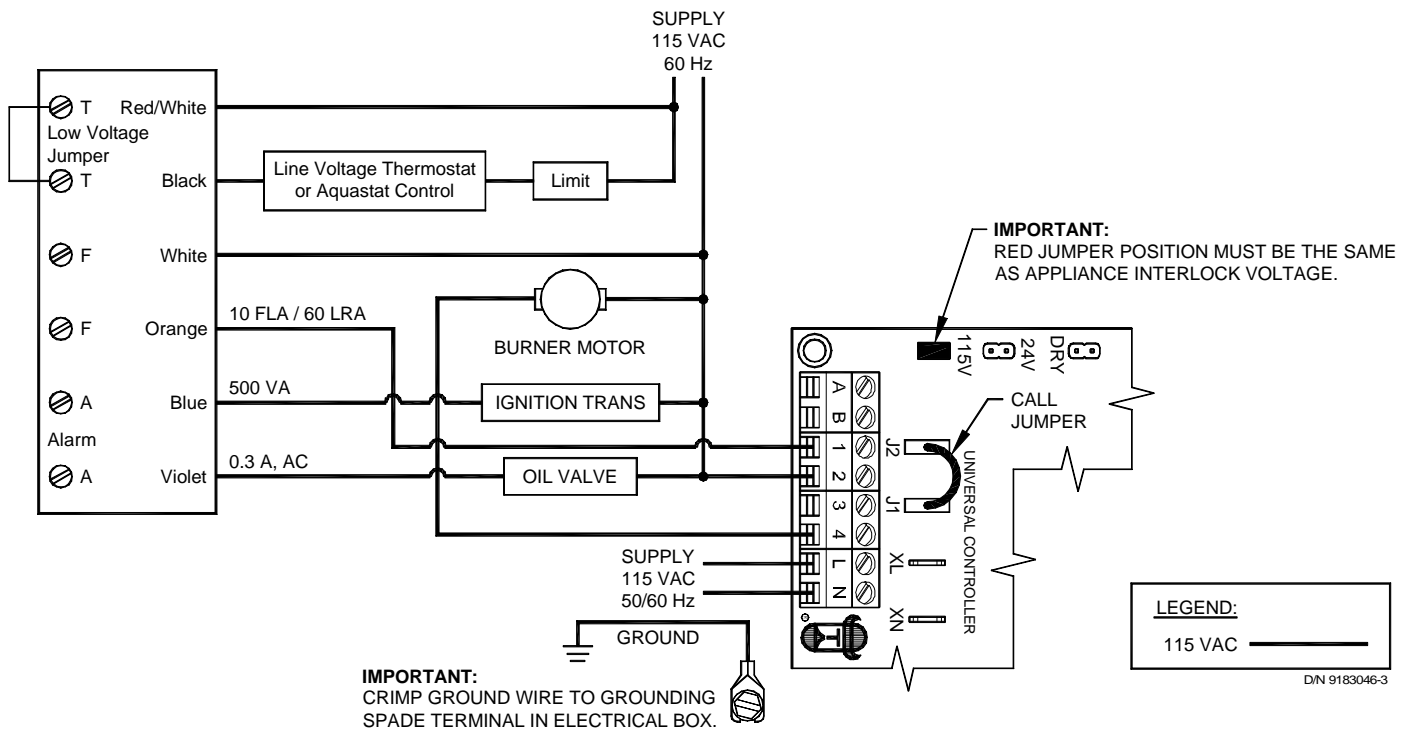 SUPPLY
115 VAC
60 Hz
T
Red/White
Low Voltage
Jumper
T
Black
Line Voltage Thermostat
or Aquastat Control
Limit
F
White
F
Orange
10 FLA / 60 LRA
BURNER MOTOR
A
Blue
500 VA
IGNITION TRANS
Alarm
A
Violet
0.3 A, AC
OIL VALVE
IMPORTANT:
RED JUMPER POSITION MUST BE THE SAME
AS APPLIANCE INTERLOCK VOLTAGE.
115V
24V
DRY
A
B
1
2
3
4
L
N
J2
J1
CALL
JUMPER
UNIVERSAL CONTROLLER
XL
XN
SUPPLY
115 VAC
50/60 Hz
GROUND
IMPORTANT:
CRIMP GROUND WIRE TO GROUNDING
SPADE TERMINAL IN ELECTRICAL BOX.
LEGEND:
115 VAC
D/N 9183046-3